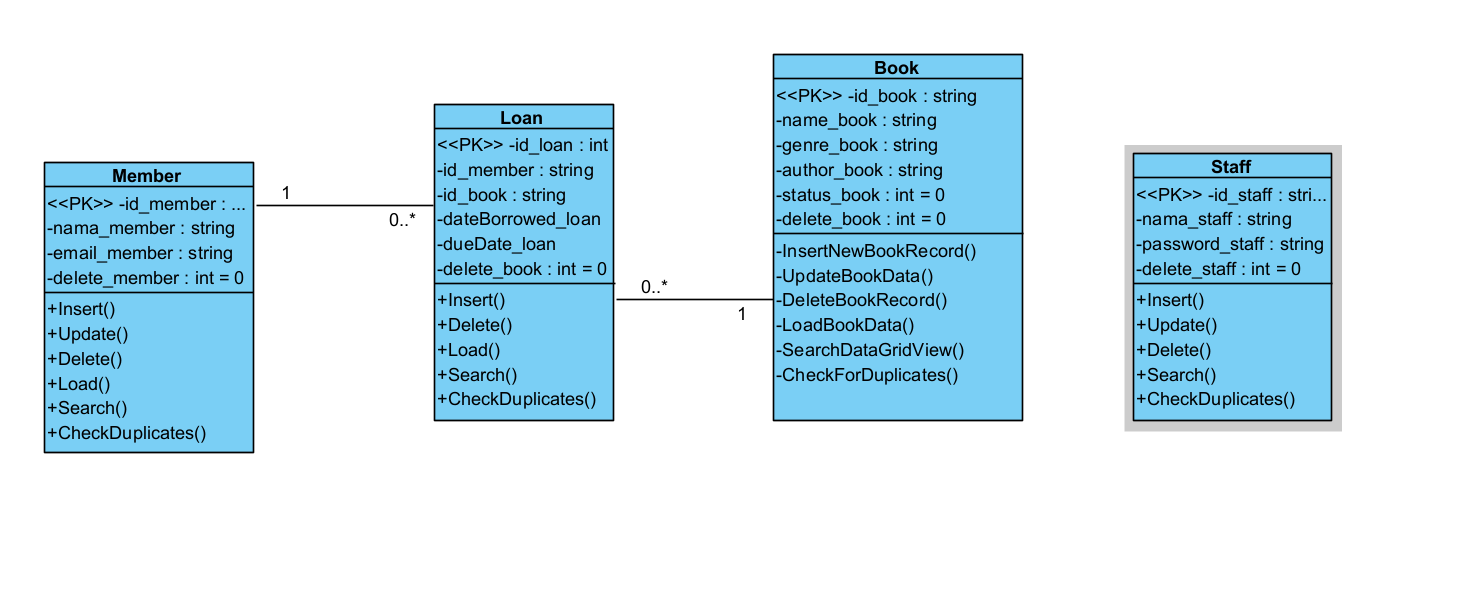 Member
<<PK>> -id_member : ...
-nama_member : string
-email_member : string
-delete_member : int = 0
+Insert()
+Update()
+Delete()
+Load()
+Search()
+CheckDuplicates()
1
0..*
Loan
<<PK>> -id_loan : int
-id_member : string
-id_book : string
-dateBorrowed_loan
-dueDate_loan
-delete_book : int = 0
+Insert()
+Delete()
+Load()
+Search()
+CheckDuplicates()
0..*
1
Book
<<PK>> -id_book : string
-name_book : string
-genre_book : string
-author_book : string
-status_book : int = 0
-delete_book : int = 0
-InsertNewBookRecord()
-UpdateBookData()
-DeleteBookRecord()
-LoadBookData()
-SearchDataGridView()
-CheckForDuplicates()
Staff
<<PK>> -id_staff : stri...
-nama_staff : string
-password_staff : string
-delete_staff : int = 0
+Insert()
+Update()
+Delete()
+Search()
+CheckDuplicates()